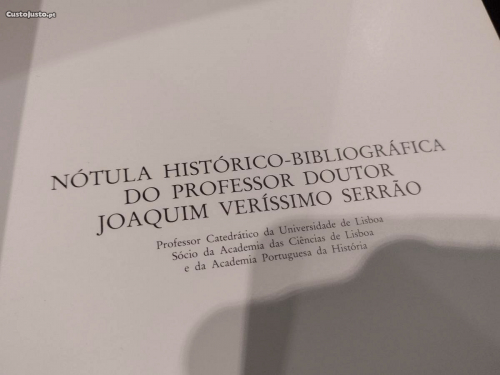 CustoJusto.pt
NÓTULA HISTÓRICO-BIBLIOGRÁFICA
DO PROFESSOR DOUTOR
JOAQUIM VERÍSSIMO SERRÃO
Professor Catedrático da Universidade de Lisboa
Sócio da Academia das Ciências de Lisboa
e da Academia Portuguesa da História